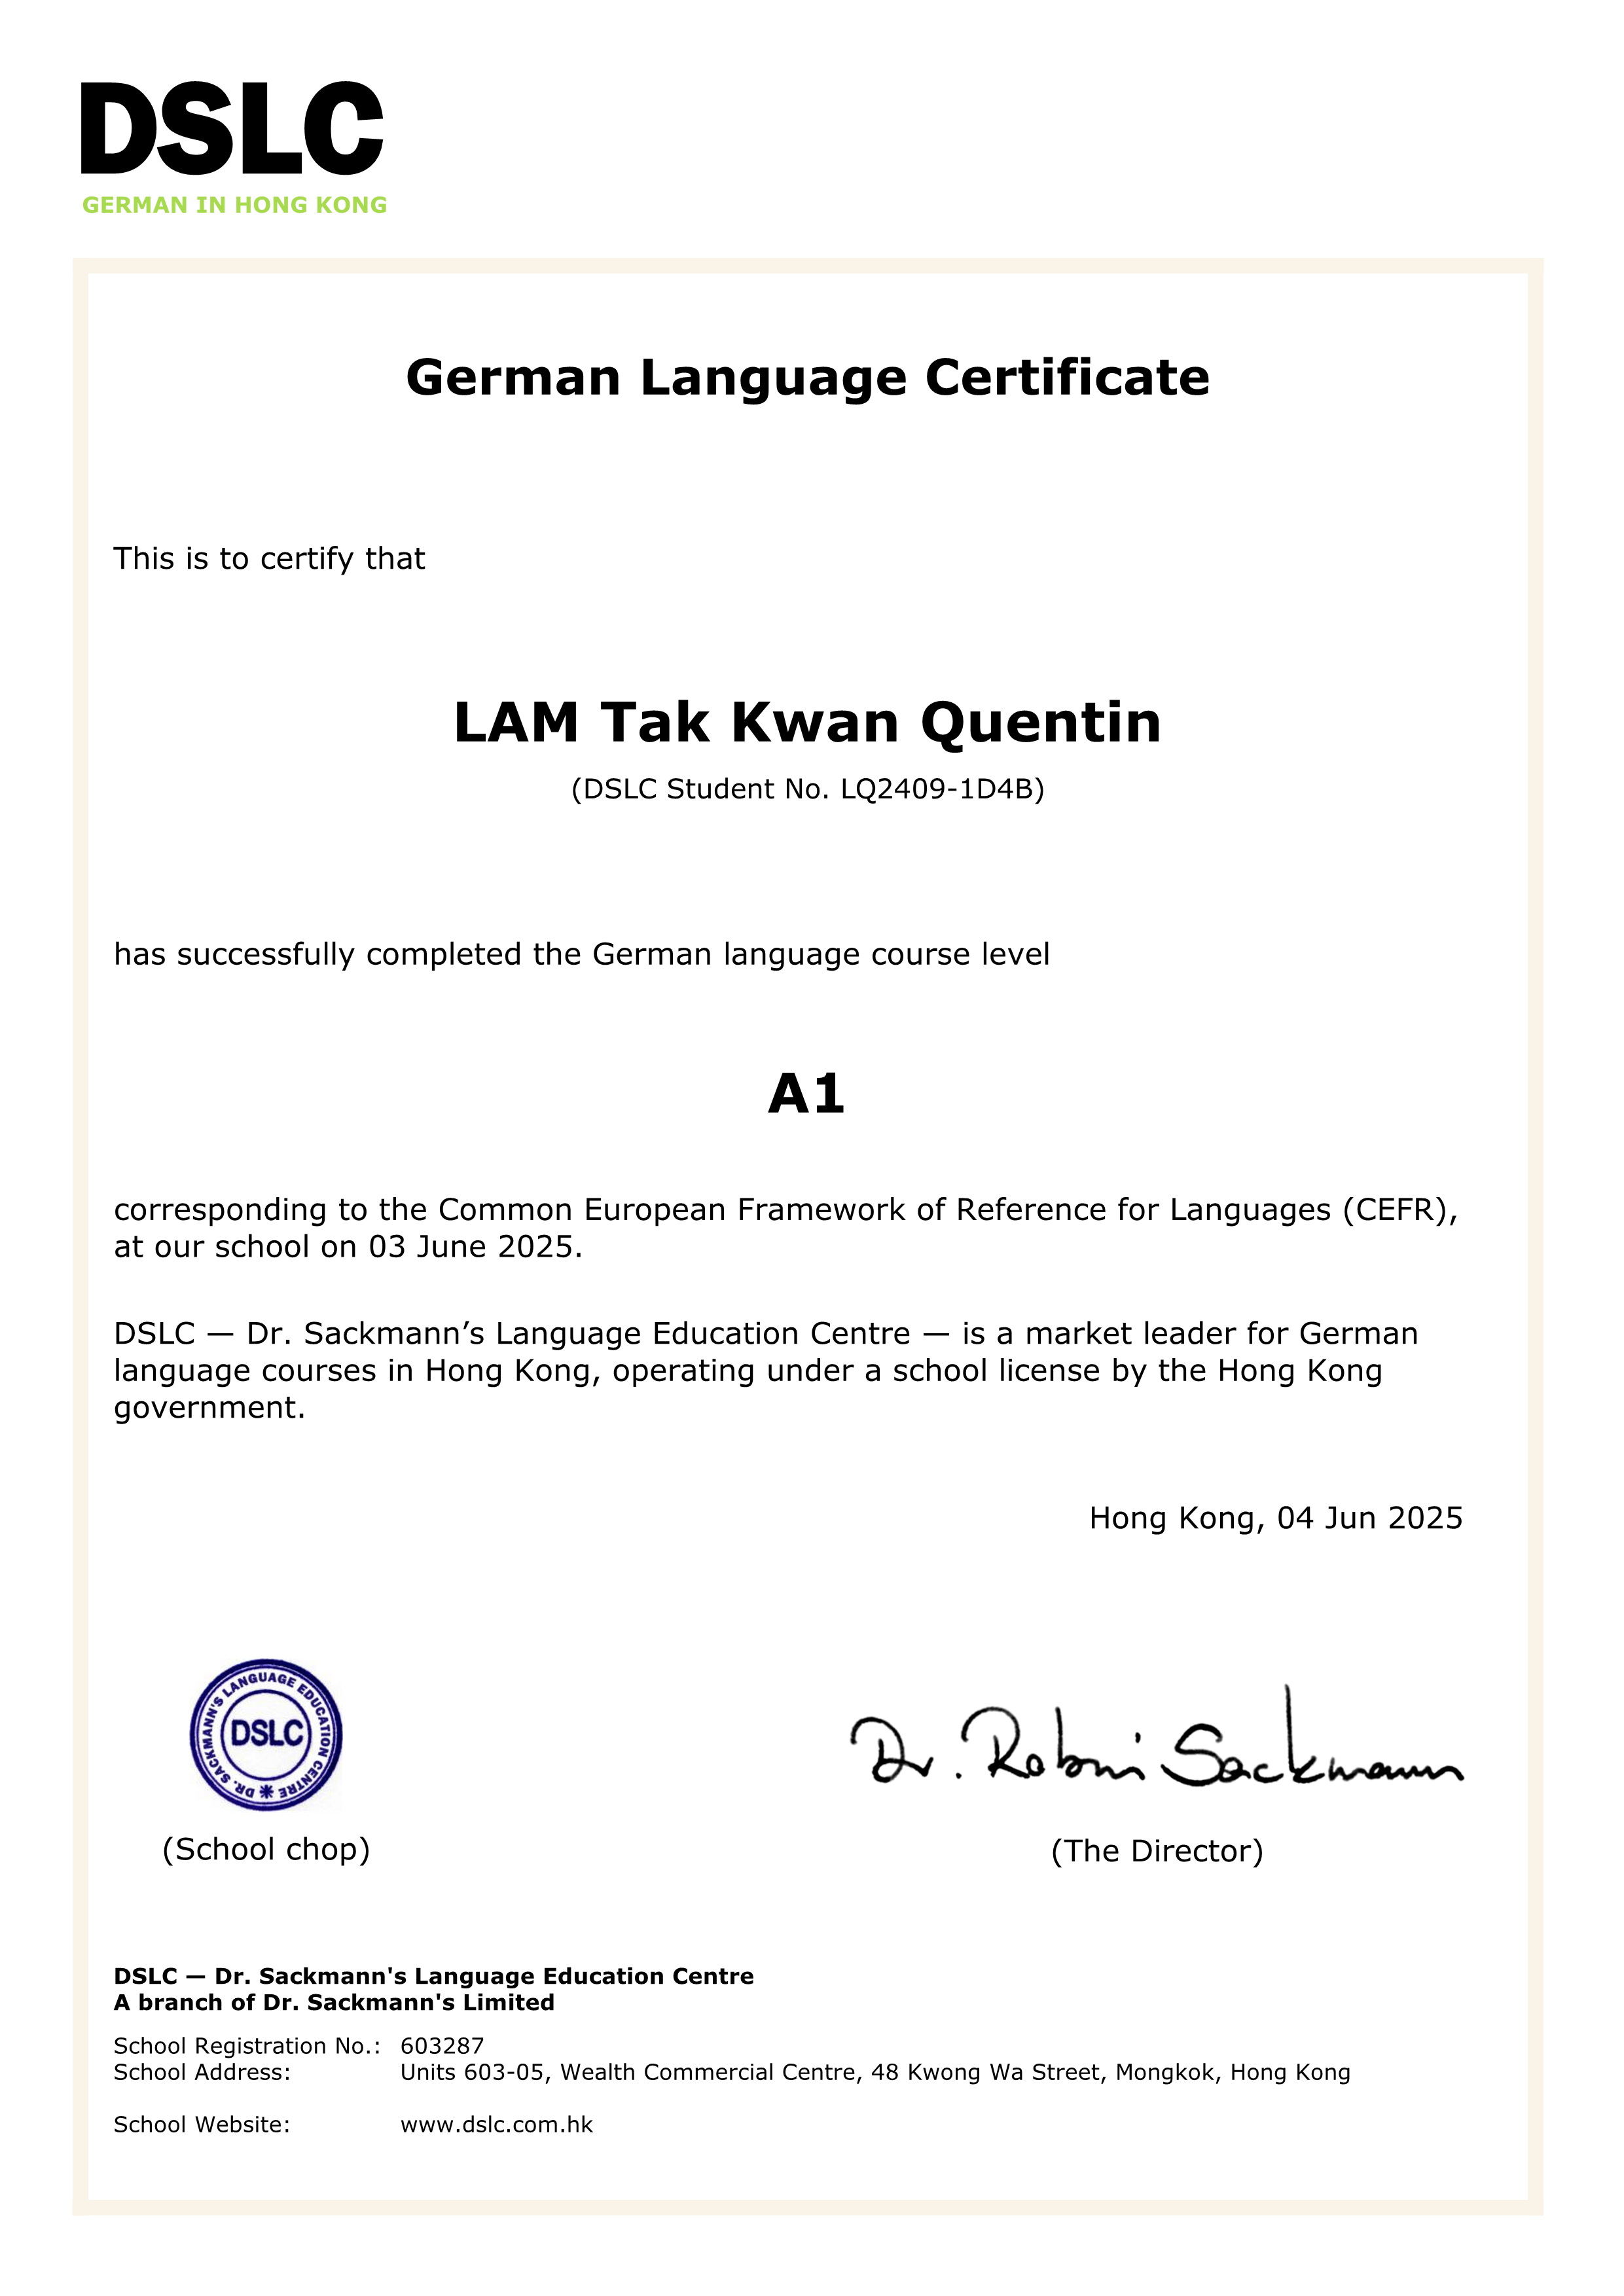 DSLC
GERMAN IN HONG KONG
German Language Certificate
This is to certify that
LAM Tak Kwan Quentin
(DSLC Student No. LQ2409-1D4B)
has successfully completed the German language course level
A1
corresponding to the Common European Framework of Reference for Languages (CEFR),
at our school on 03 June 2025.
DSLC — Dr. Sackmann’s Language Education Centre — is a market leader for German
language courses in Hong Kong, operating under a school license by the Hong Kong
government.
Hong Kong, 04 Jun 2025
DR. SACKMANN'S LANGUAGE EDUCATION CENTRE
DSLC
Dr. Robni Sackmann
(School chop)
(The Director)
DSLC — Dr. Sackmann's Language Education Centre
A branch of Dr. Sackmann's Limited
School Registration No.: 603287
School Address: Units 603-05, Wealth Commercial Centre, 48 Kwong Wa Street, Mongkok, Hong Kong
School Website: www.dslc.com.hk